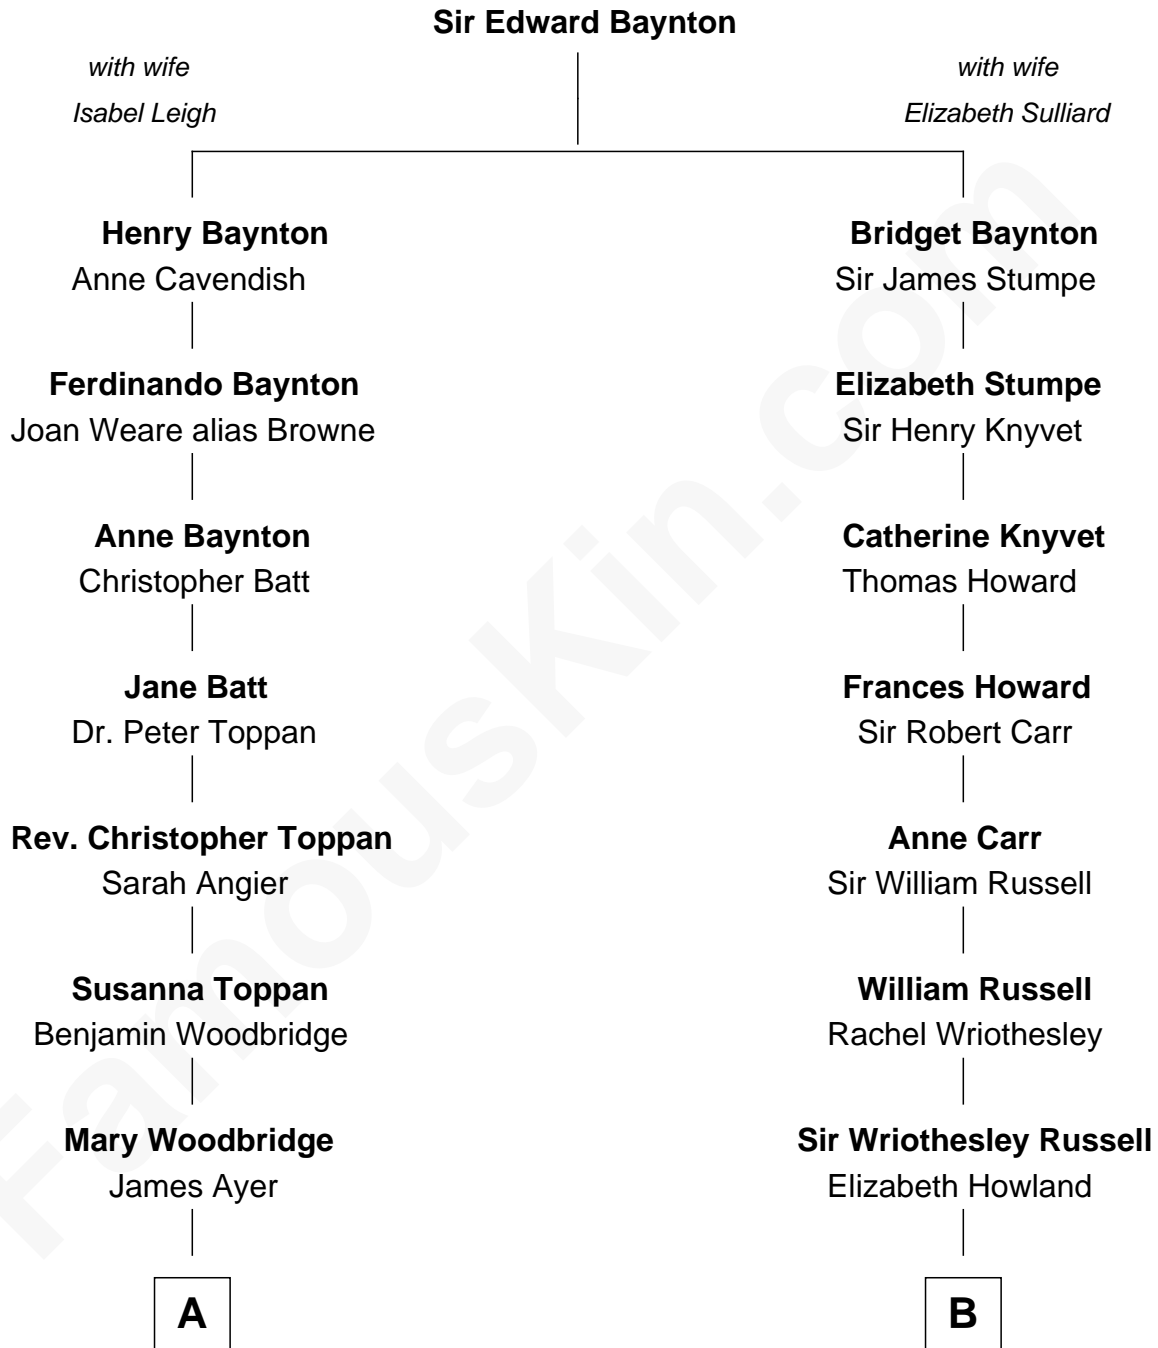 Sir Edward Baynton
with wife
Isabel Leigh
with wife
Elizabeth Sulliard
Henry Baynton
Anne Cavendish
Bridget Baynton
Sir James Stumpe
Ferdinando Baynton
Joan Weare alias Browne
Elizabeth Stumpe
Sir Henry Knyvet
Anne Baynton
Christopher Batt
Catherine Knyvet
Thomas Howard
Jane Batt
Dr. Peter Toppan
Frances Howard
Sir Robert Carr
Rev. Christopher Toppan
Sarah Angier
Anne Carr
Sir William Russell
Susanna Toppan
Benjamin Woodbridge
William Russell
Rachel Wriothesley
Mary Woodbridge
James Ayer
Sir Wriothesley Russell
Elizabeth Howland
A
B
FamousKin.com